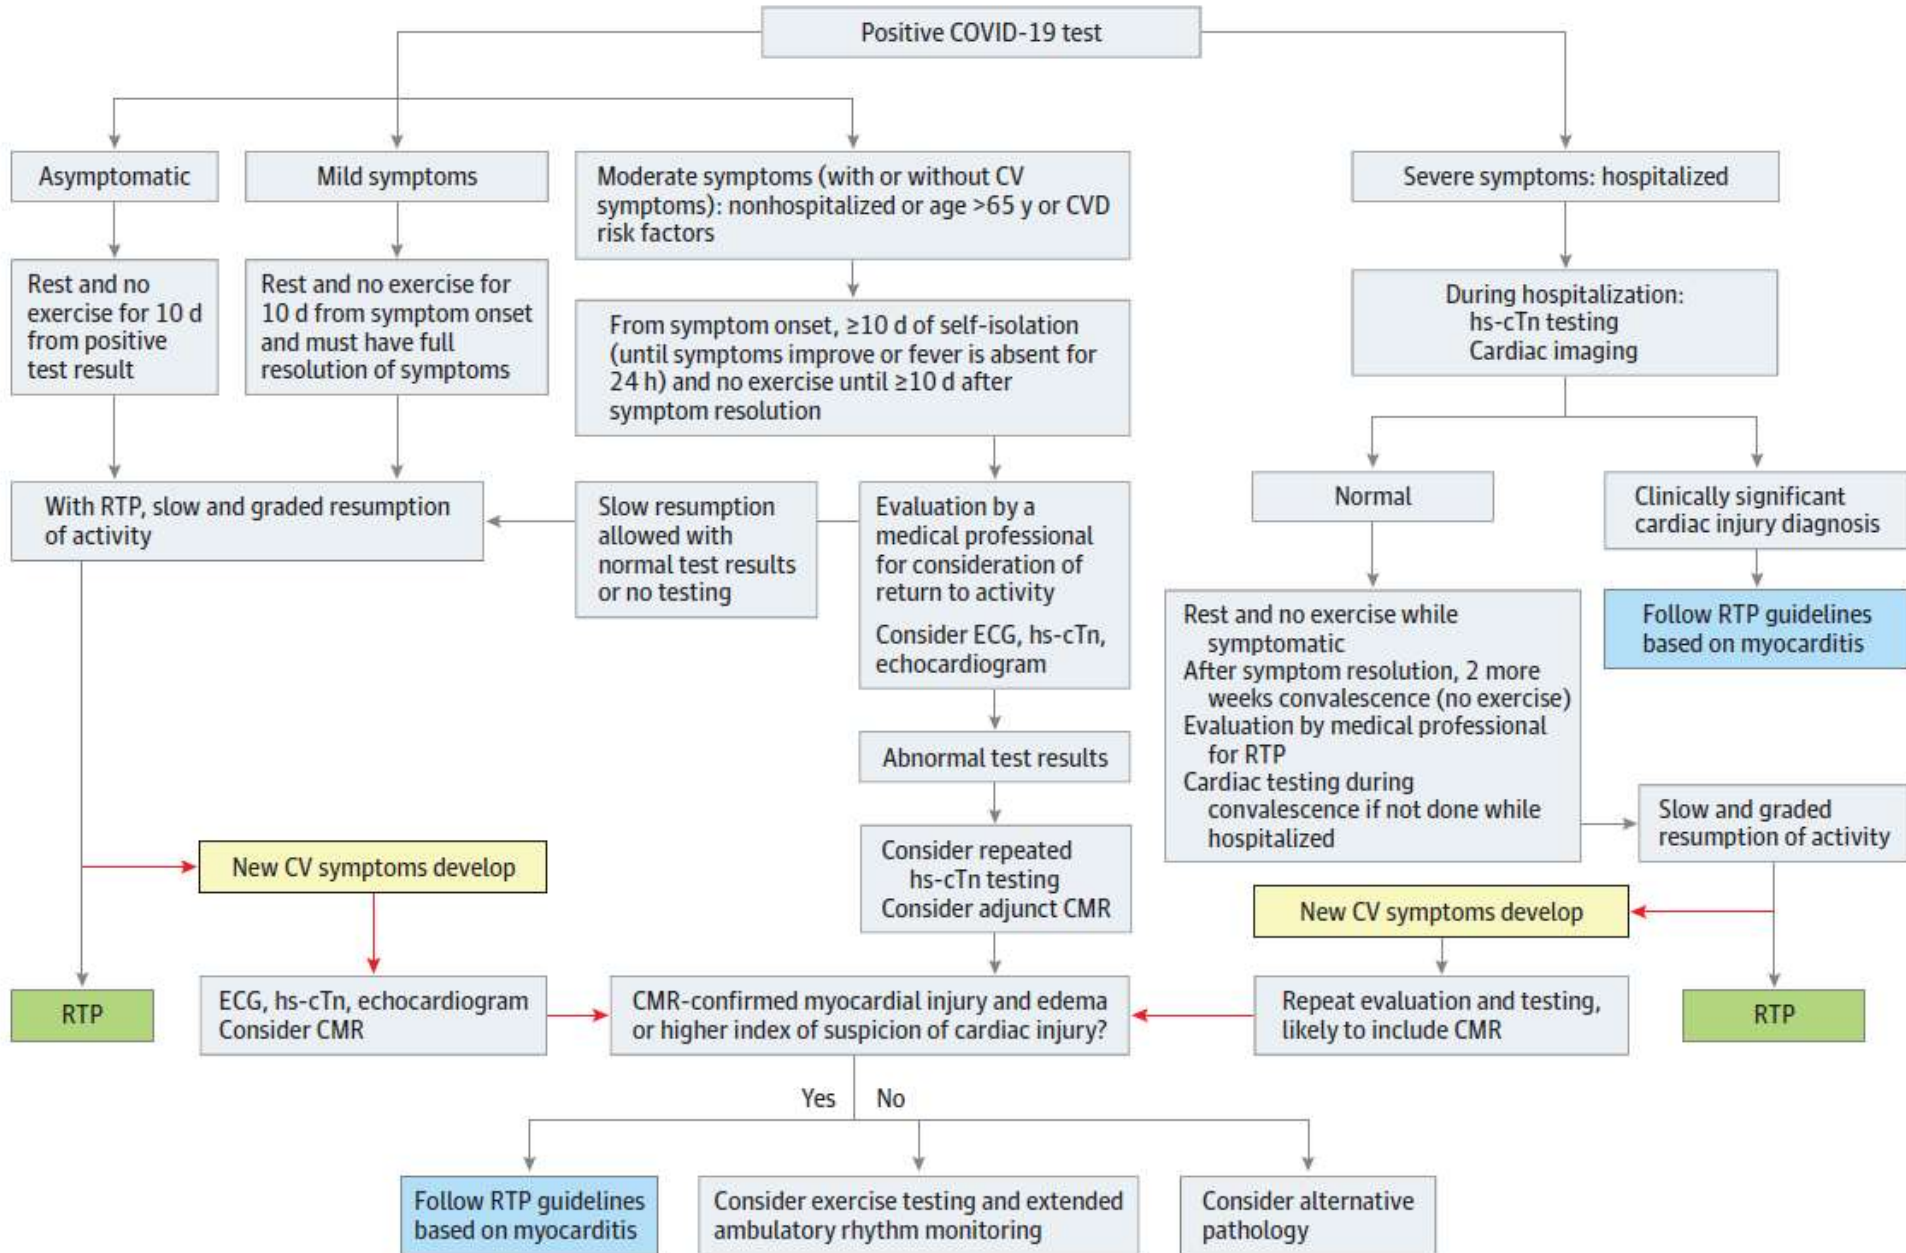 Positive COVID-19 test
Asymptomatic
Mild symptoms
Moderate symptoms (with or without CV
symptoms): nonhospitalized or age >65 y or CVD
risk factors
Severe symptoms: hospitalized
Rest and no
exercise for 10 d
from positive
test result
Rest and no exercise for
10 d from symptom onset
and must have full
resolution of symptoms
From symptom onset, ≥10 d of self-isolation
(until symptoms improve or fever is absent for
24 h) and no exercise until ≥10 d after
symptom resolution
During hospitalization:
hs-cTn testing
Cardiac imaging
With RTP, slow and graded resumption
of activity
Slow resumption
allowed with
normal test results
or no testing
Evaluation by a
medical professional
for consideration of
return to activity
Consider ECG, hs-cTn,
echocardiogram
Normal
Clinically significant
cardiac injury diagnosis
Rest and no exercise while
symptomatic
After symptom resolution, 2 more
weeks convalescence (no exercise)
Evaluation by medical professional
for RTP
Cardiac testing during
convalescence if not done while
hospitalized
Follow RTP guidelines
based on myocarditis
Abnormal test results
Slow and graded
resumption of activity
New CV symptoms develop
Consider repeated
hs-cTn testing
Consider adjunct CMR
New CV symptoms develop
RTP
ECG, hs-cTn, echocardiogram
Consider CMR
CMR-confirmed myocardial injury and edema
or higher index of suspicion of cardiac injury?
Repeat evaluation and testing,
likely to include CMR
RTP
Yes
No
Follow RTP guidelines
based on myocarditis
Consider exercise testing and extended
ambulatory rhythm monitoring
Consider alternative
pathology